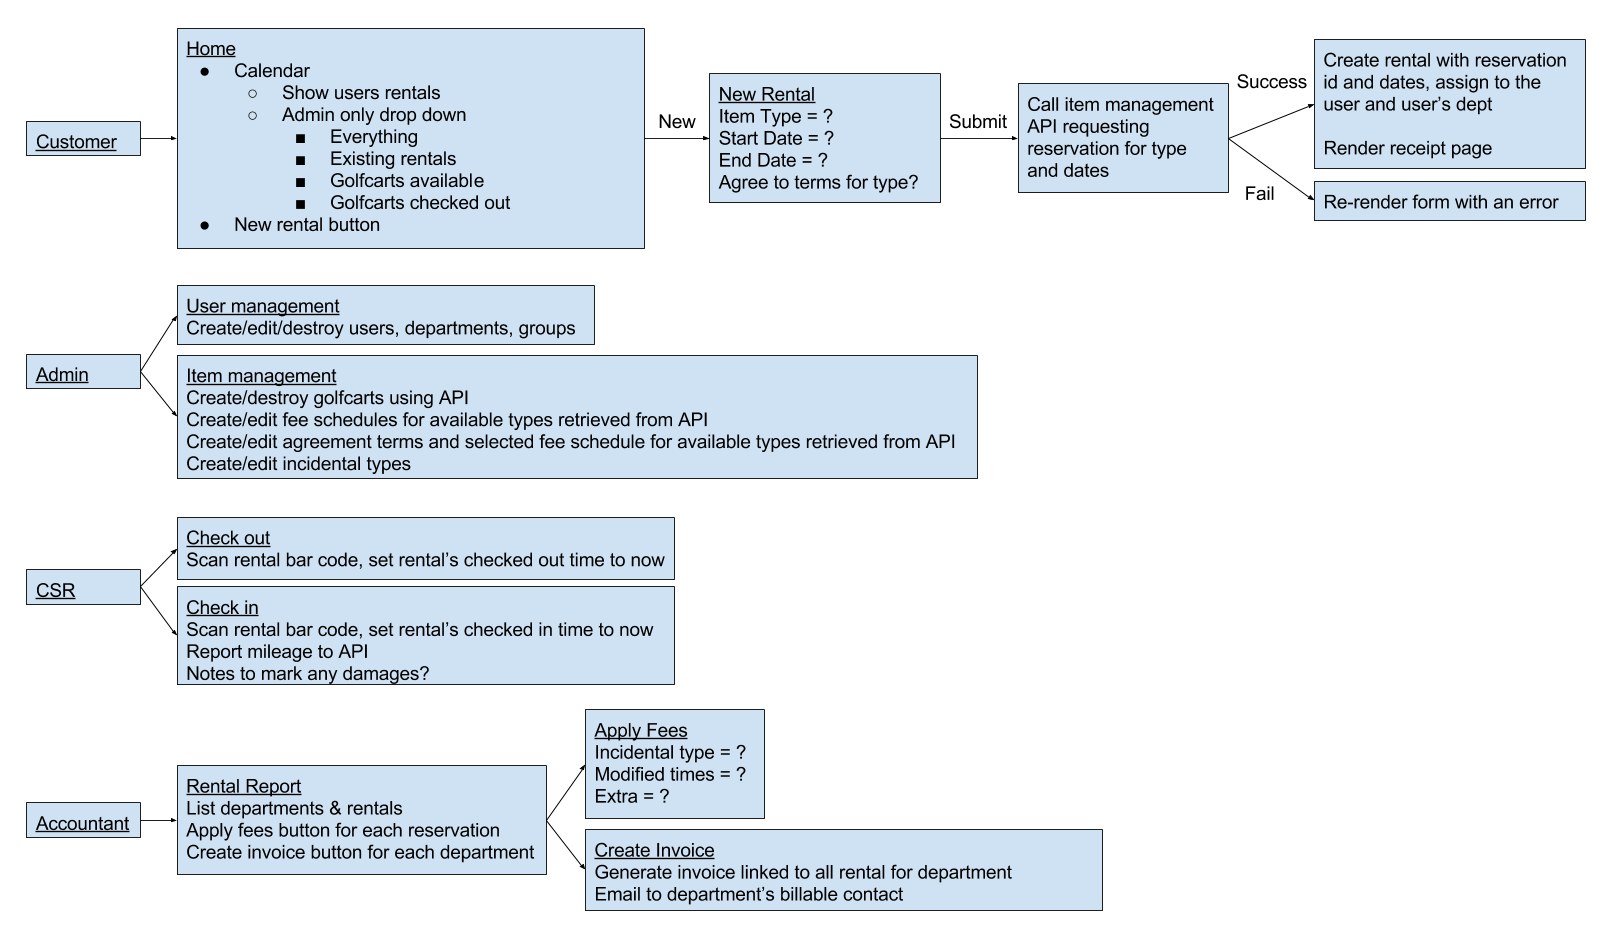 Customer
Home
● Calendar
○ Show users rentals
○ Admin only drop down
■ Everything
■ Existing rentals
■ Golfcarts available
■ Golfcarts checked out
● New rental button
New
New Rental
Item Type = ?
Start Date = ?
End Date = ?
Agree to terms for type?
Submit
Call item management
API requesting
reservation for type
and dates
Success
Create rental with reservation
id and dates, assign to the
user and user's dept
Render receipt page
Fail
Re-render form with an error
Admin
User management
Create/edit/destroy users, departments, groups
Item management
Create/destroy golfcarts using API
Create/edit fee schedules for available types retrieved from API
Create/edit agreement terms and selected fee schedule for available types retrieved from API
Create/edit incidental types
CSR
Check out
Scan rental bar code, set rental's checked out time to now
Check in
Scan rental bar code, set rental's checked in time to now
Report mileage to API
Notes to mark any damages?
Accountant
Rental Report
List departments & rentals
Apply fees button for each reservation
Create invoice button for each department
Apply Fees
Incidental type = ?
Modified times = ?
Extra = ?
Create Invoice
Generate invoice linked to all rental for department
Email to department's billable contact